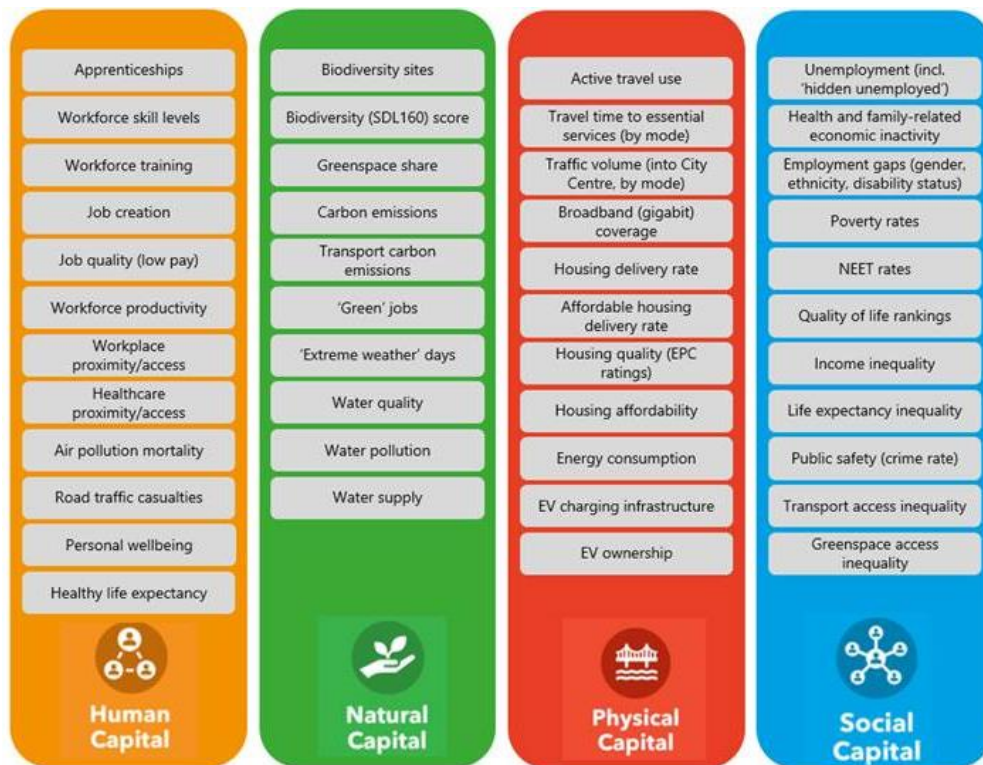 Apprenticeships
Workforce skill levels
Workforce training
Job creation
Job quality (low pay)
Workforce productivity
Workplace
proximity/access
Healthcare
proximity/access
Air pollution mortality
Road traffic casualties
Personal wellbeing
Healthy life expectancy
Human
Capital
Biodiversity sites
Biodiversity (SDL160) score
Greenspace share
Carbon emissions
Transport carbon
emissions
‘Green’ jobs
‘Extreme weather’ days
Water quality
Water pollution
Water supply
Natural
Capital
Active travel use
Travel time to essential
services (by mode)
Traffic volume (into City
Centre, by mode)
Broadband (gigabit)
coverage
Housing delivery rate
Affordable housing
delivery rate
Housing quality (EPC
ratings)
Housing affordability
Energy consumption
EV charging infrastructure
EV ownership
Physical
Capital
Unemployment (incl.
‘hidden unemployed’)
Health and family-related
economic inactivity
Employment gaps (gender,
ethnicity, disability status)
Poverty rates
NEET rates
Quality of life rankings
Income inequality
Life expectancy inequality
Public safety (crime rate)
Transport access inequality
Greenspace access
inequality
Social
Capital